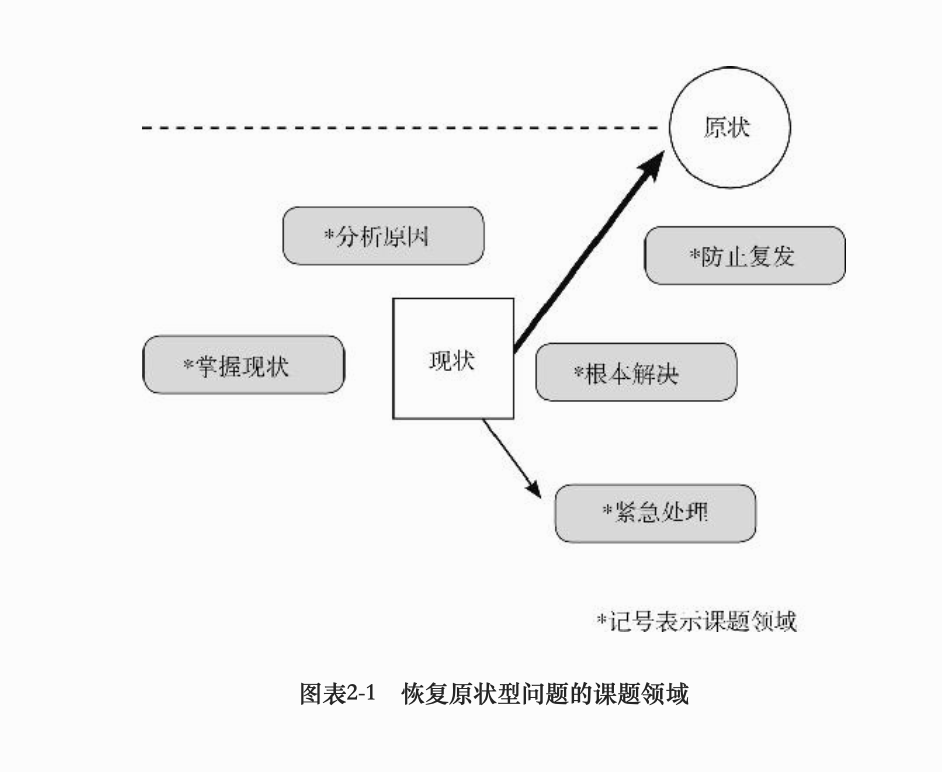 原状
*分析原因
*防止复发
现状
*掌握现状
*根本解决
*紧急处理
*记号表示课题领域
图表2-1 恢复原状型问题的课题领域